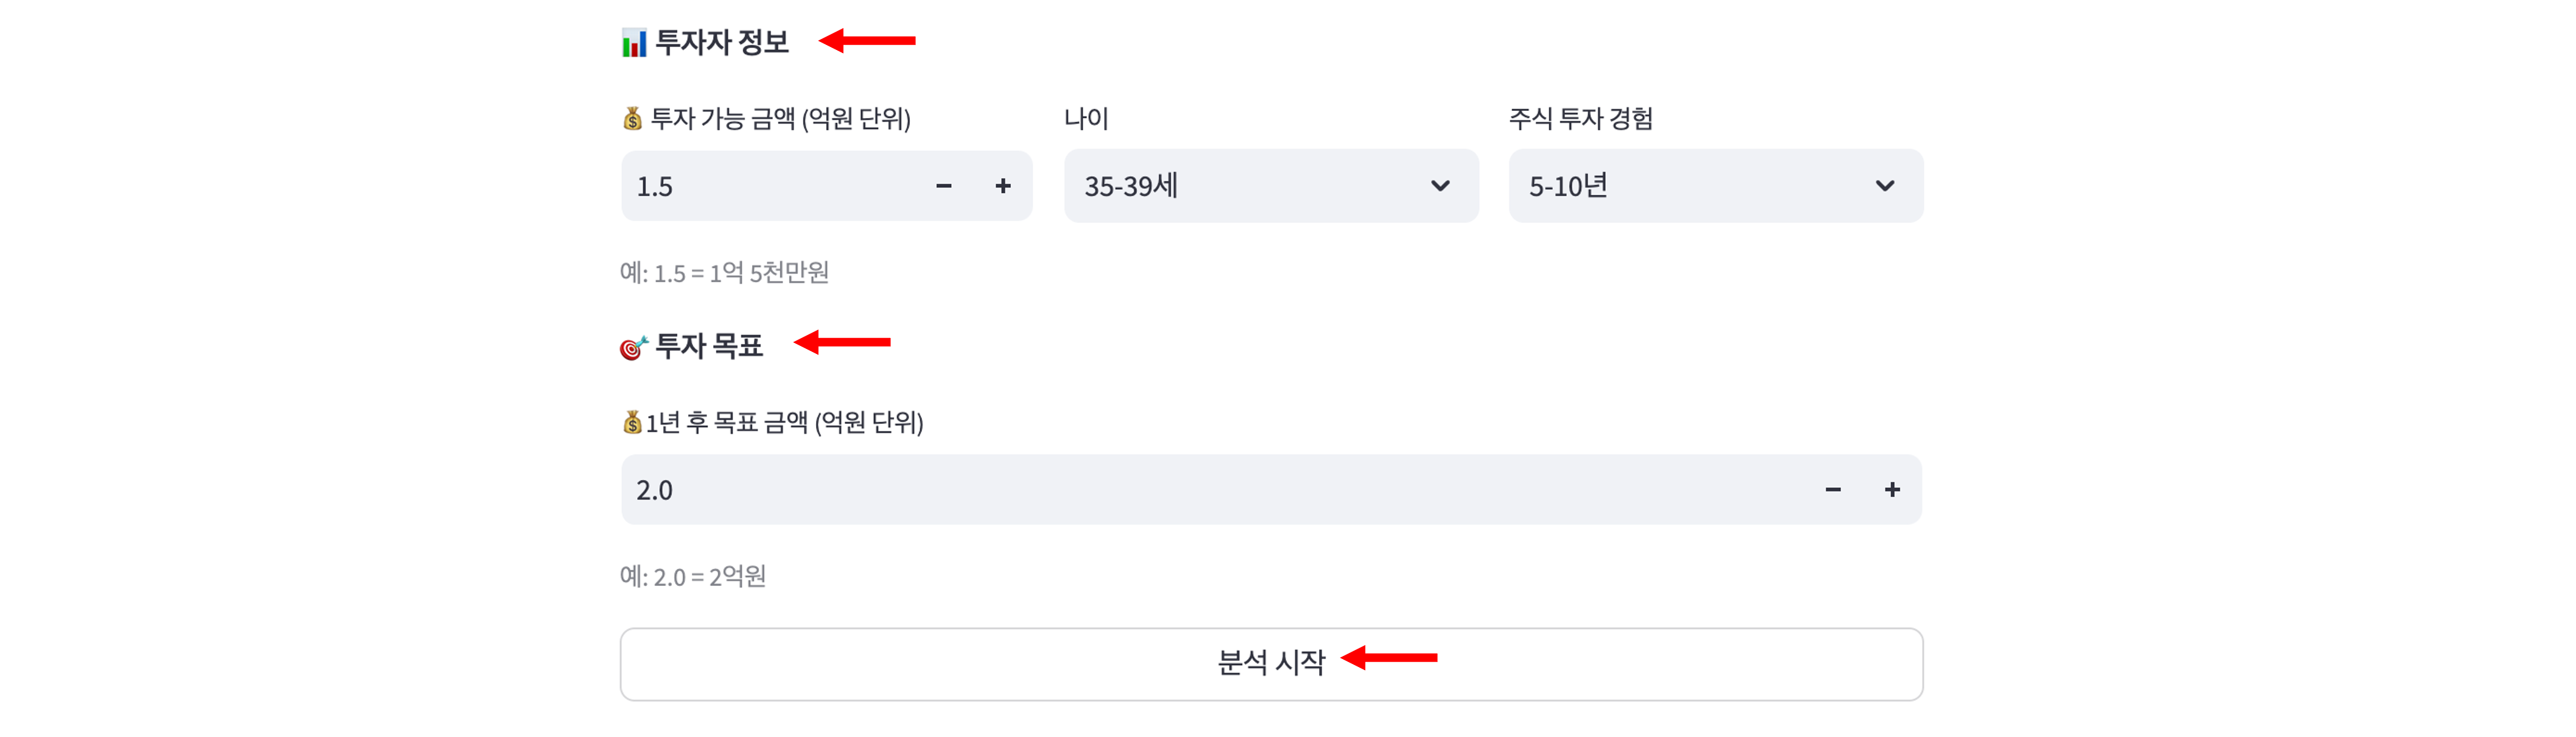 📊 투자자 정보
💰 투자 가능 금액 (억원 단위)
나이
주식 투자 경험
1.5
35-39세
5-10년
예: 1.5 = 1억 5천만원
🎯 투자 목표
💰1년 후 목표 금액 (억원 단위)
2.0
예: 2.0 = 2억원
분석 시작